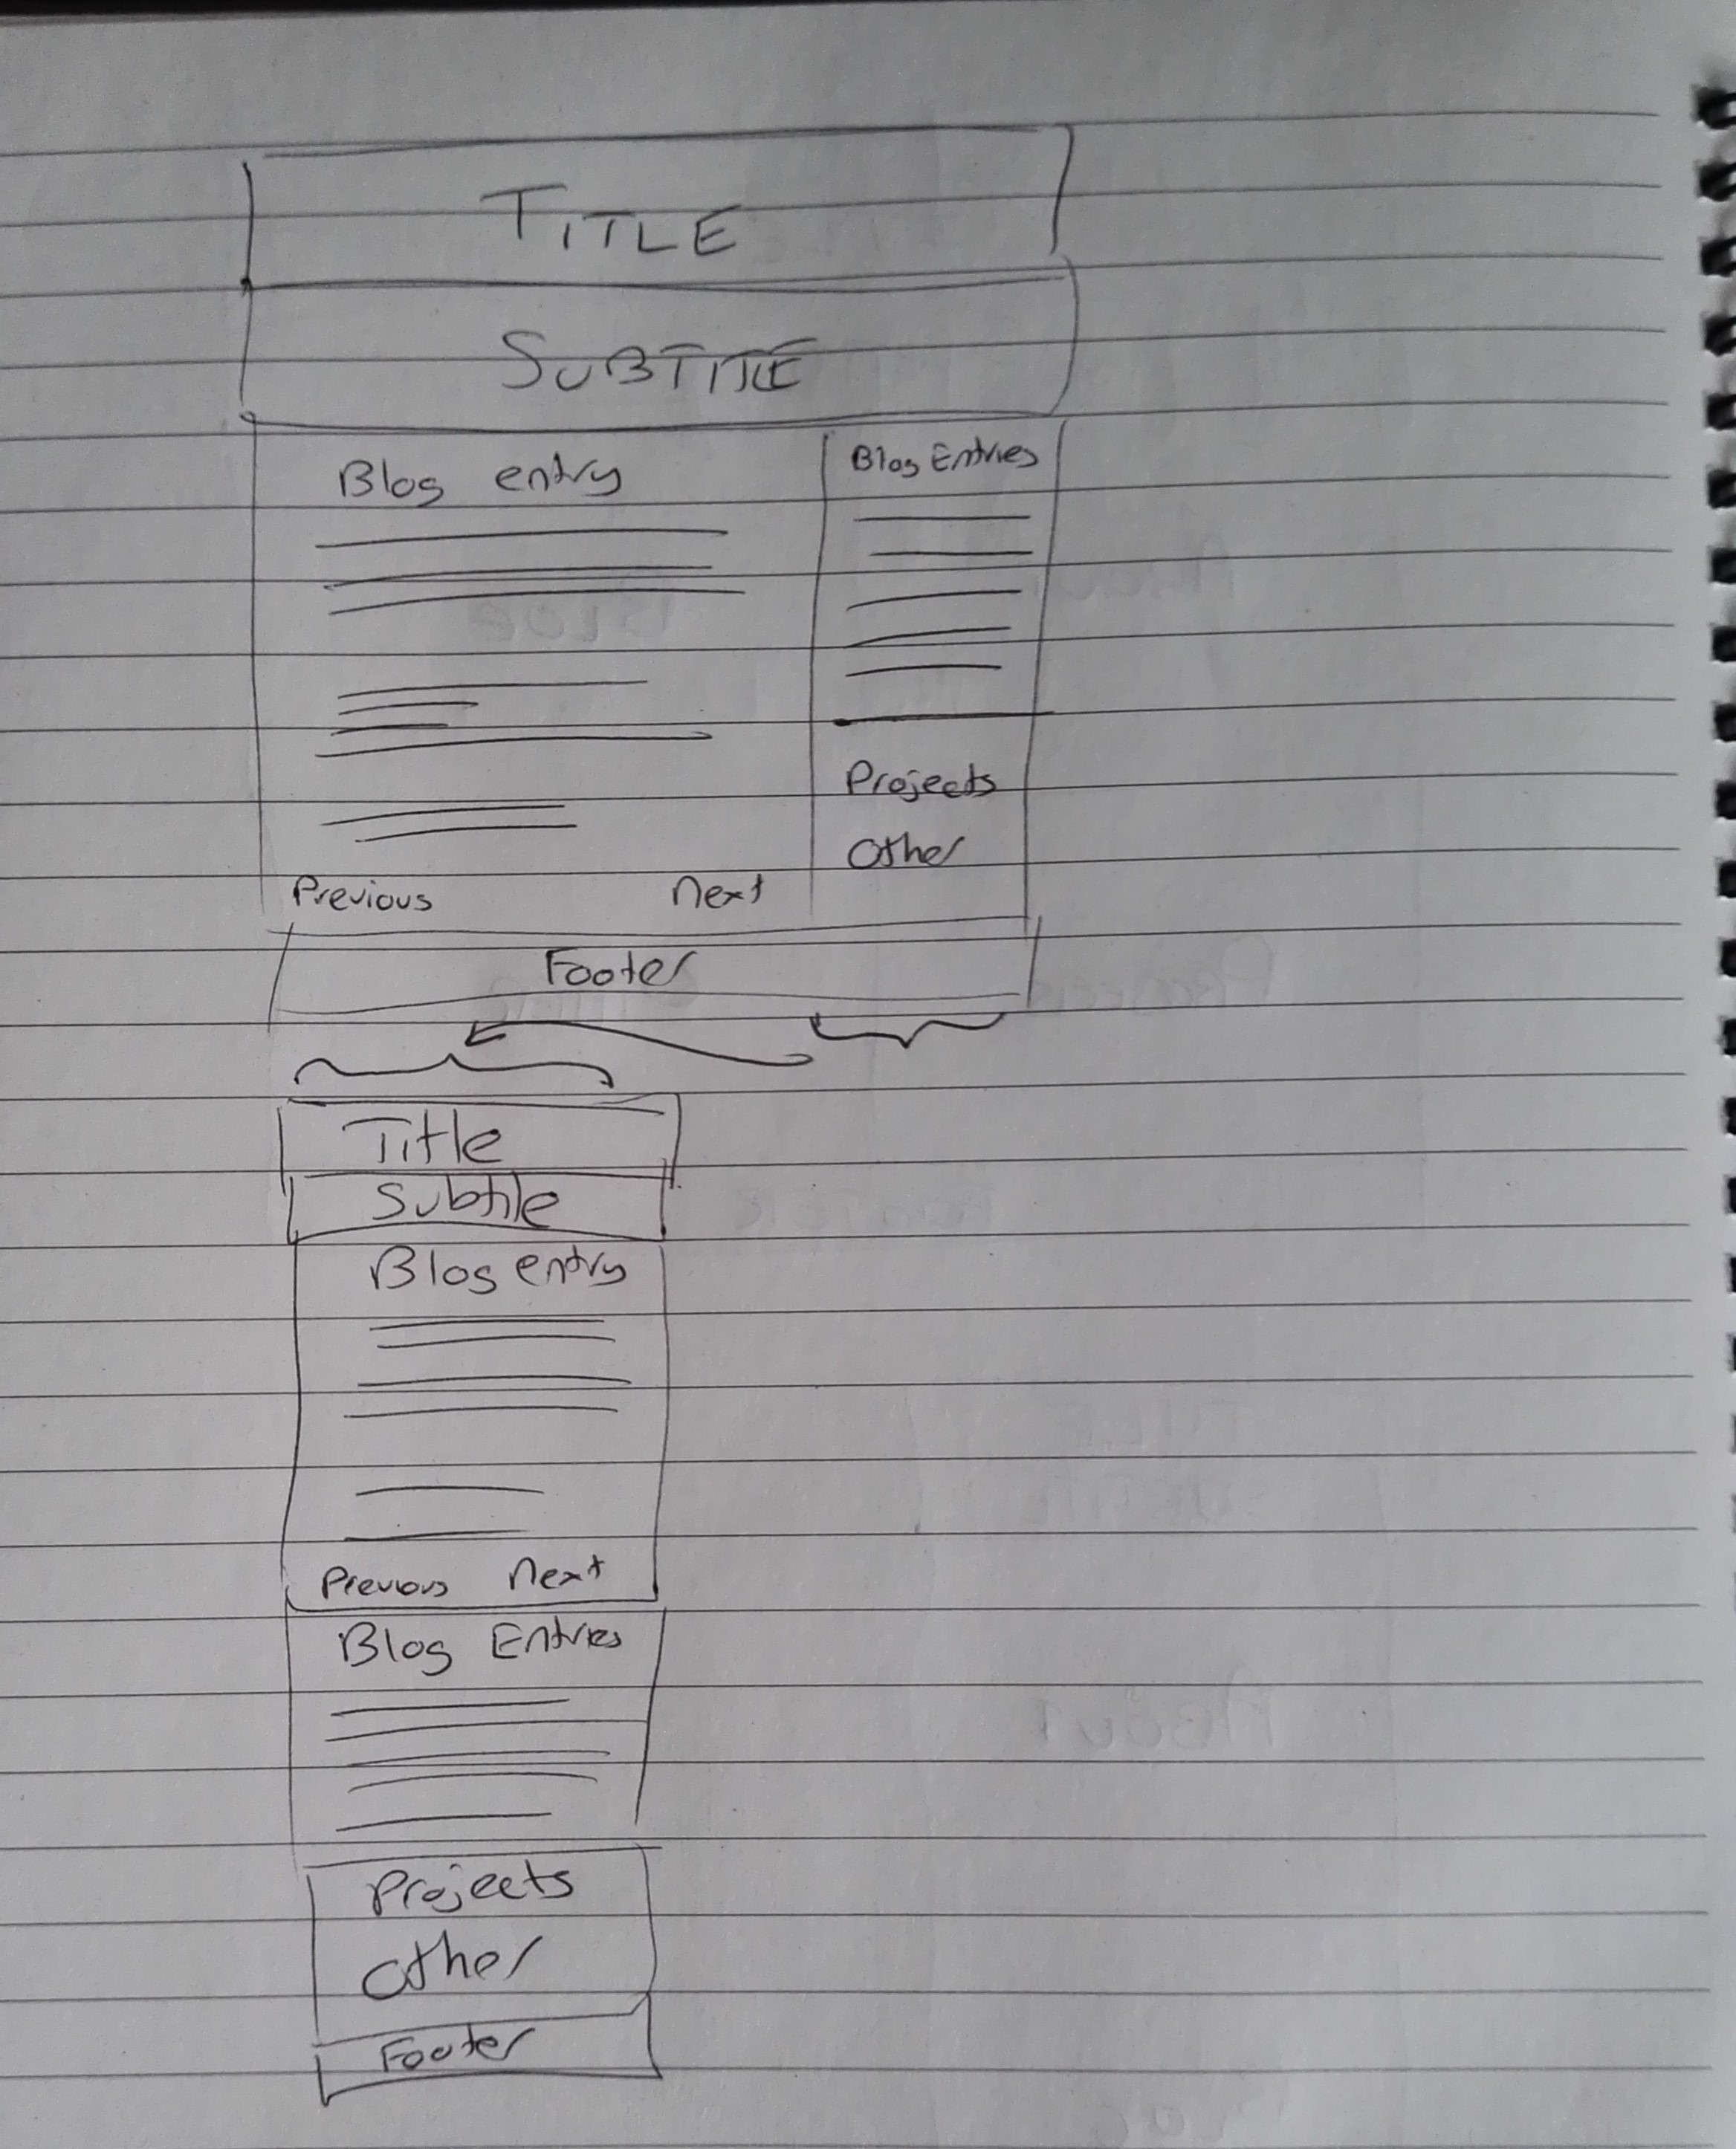 TITLE
SUBTITLE
Blog entry
Blog Entries
Projects
Other
Previous Next
Footer
Title
Subtile
Blog entry
Previous Next
Blog Entries
Projects
Other
Footer